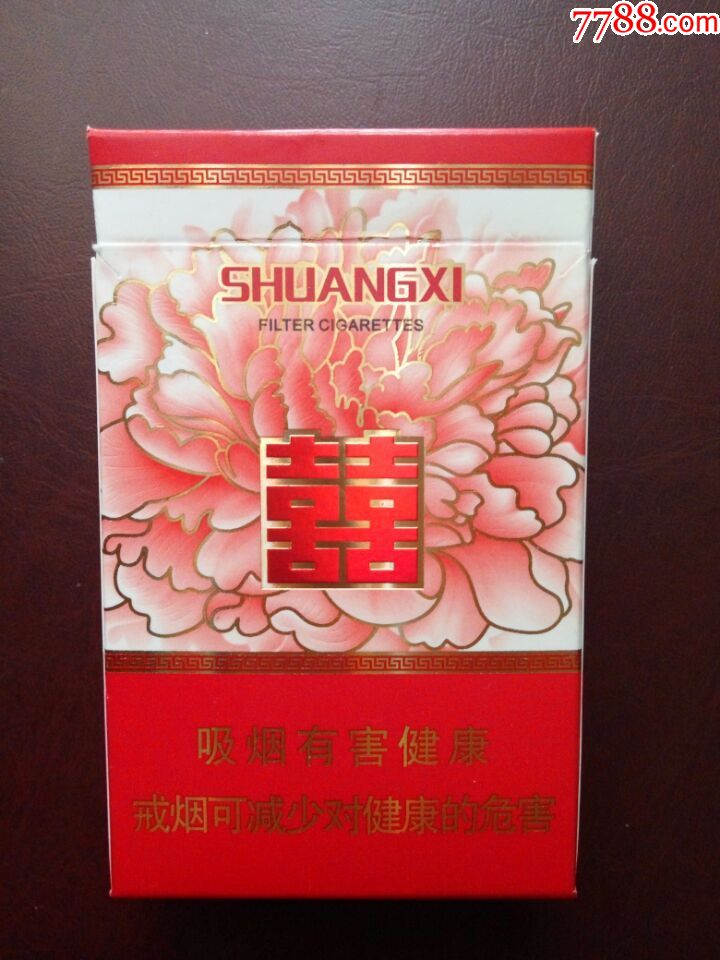 7788.com
SHUANGXI
FILTER CIGARETTES
囍
吸烟有害健康
戒烟可减少对健康的危害